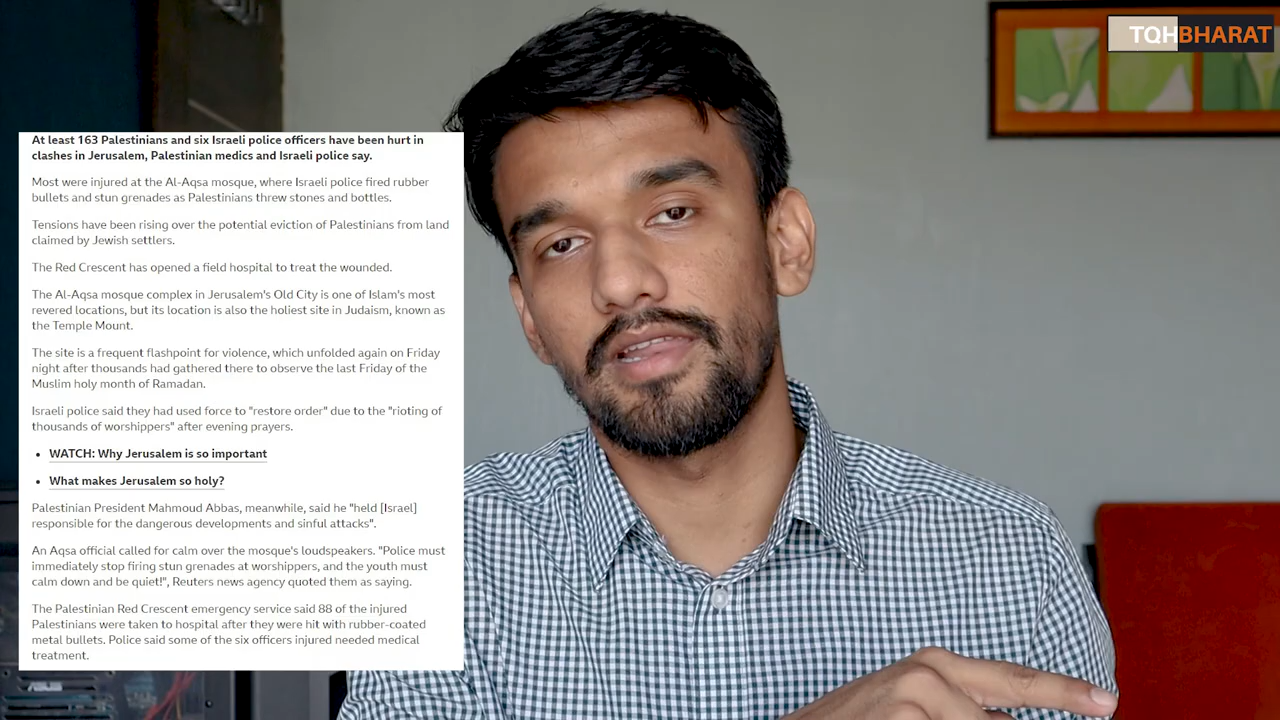 TQHBHARAT
At least 163 Palestinians and six Israeli police officers have been hurt in
clashes in Jerusalem, Palestinian medics and Israeli police say.
Most were injured at the Al-Aqsa mosque, where Israeli police fired rubber
bullets and stun grenades as Palestinians threw stones and bottles.
Tensions have been rising over the potential eviction of Palestinians from land
claimed by Jewish settlers.
The Red Crescent has opened a field hospital to treat the wounded.
The Al-Aqsa mosque complex in Jerusalem's Old City is one of Islam's most
revered locations, but its location is also the holiest site in Judaism, known as
the Temple Mount.
The site is a frequent flashpoint for violence, which unfolded again on Friday
night after thousands had gathered there to observe the last Friday of the
Muslim holy month of Ramadan.
Israeli police said they had used force to "restore order" due to the "rioting of
thousands of worshippers" after evening prayers.
• WATCH: Why Jerusalem is so important
• What makes Jerusalem so holy?
Palestinian President Mahmoud Abbas, meanwhile, said he "held [Israel]
responsible for the dangerous developments and sinful attacks".
An Aqsa official called for calm over the mosque's loudspeakers. "Police must
immediately stop firing stun grenades at worshippers, and the youth must
calm down and be quiet!", Reuters news agency quoted them as saying.
The Palestinian Red Crescent emergency service said 88 of the injured
Palestinians were taken to hospital after they were hit with rubber-coated
metal bullets. Police said some of the six officers injured needed medical
treatment.